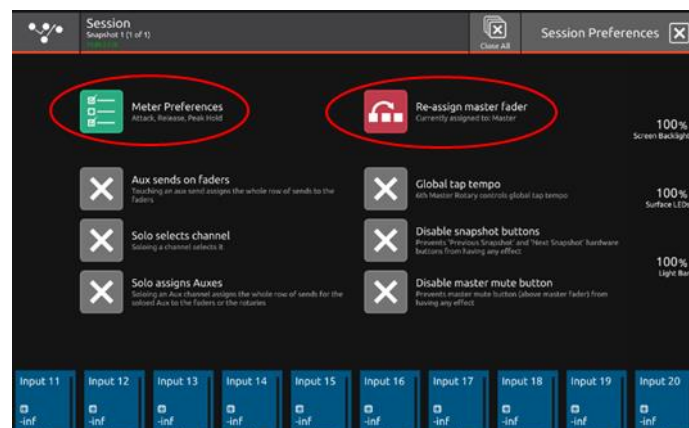 Session
Snapshot 1 (1 of 1)
Close All
Session Preferences
Meter Preferences
Attack, Release, Peak Hold
Re-assign master fader
Currently assigned to: Master
100%
Screen Backlight
Aux sends on faders
Touching an aux send assigns the whole row of sends to the
faders
Global tap tempo
6th Master Rotary controls global tap tempo
100%
Surface LEDs
Solo selects channel
Soloing a channel selects it
Disable snapshot buttons
Prevents 'Previous Snapshot' and 'Next Snapshot' hardware
buttons from having any effect
100%
Light Bar
Solo assigns Auxes
Soloing an Aux channel assigns the whole row of sends for the
soloed Aux to the faders or the rotaries
Disable master mute button
Prevents master mute button (above master fader) from
having any effect
Input 11 Input 12 Input 13 Input 14 Input 15 Input 16 Input 17 Input 18 Input 19 Input 20
-inf -inf -inf -inf -inf -inf -inf -inf -inf -inf